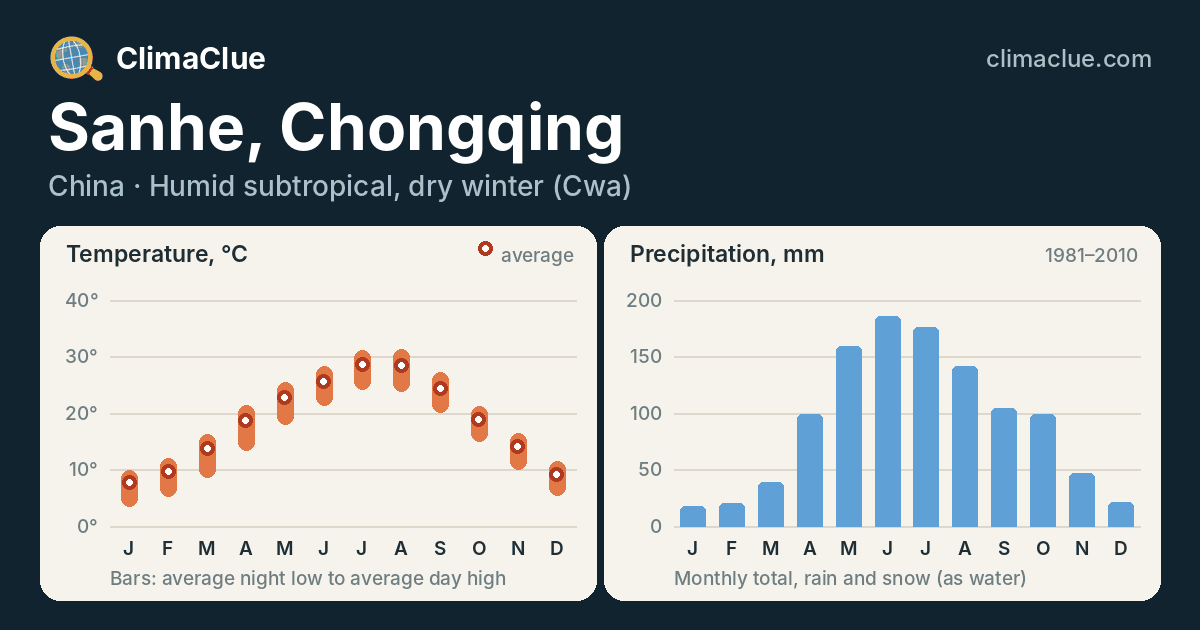 ClimaClue
climaclue.com
Sanhe, Chongqing
China · Humid subtropical, dry winter (Cwa)
Temperature, °C
average
40°
30°
20°
10°
0°
J F M A M J J A S O N D
Bars: average night low to average day high
Precipitation, mm
1981–2010
200
150
100
50
0
J F M A M J J A S O N D
Monthly total, rain and snow (as water)